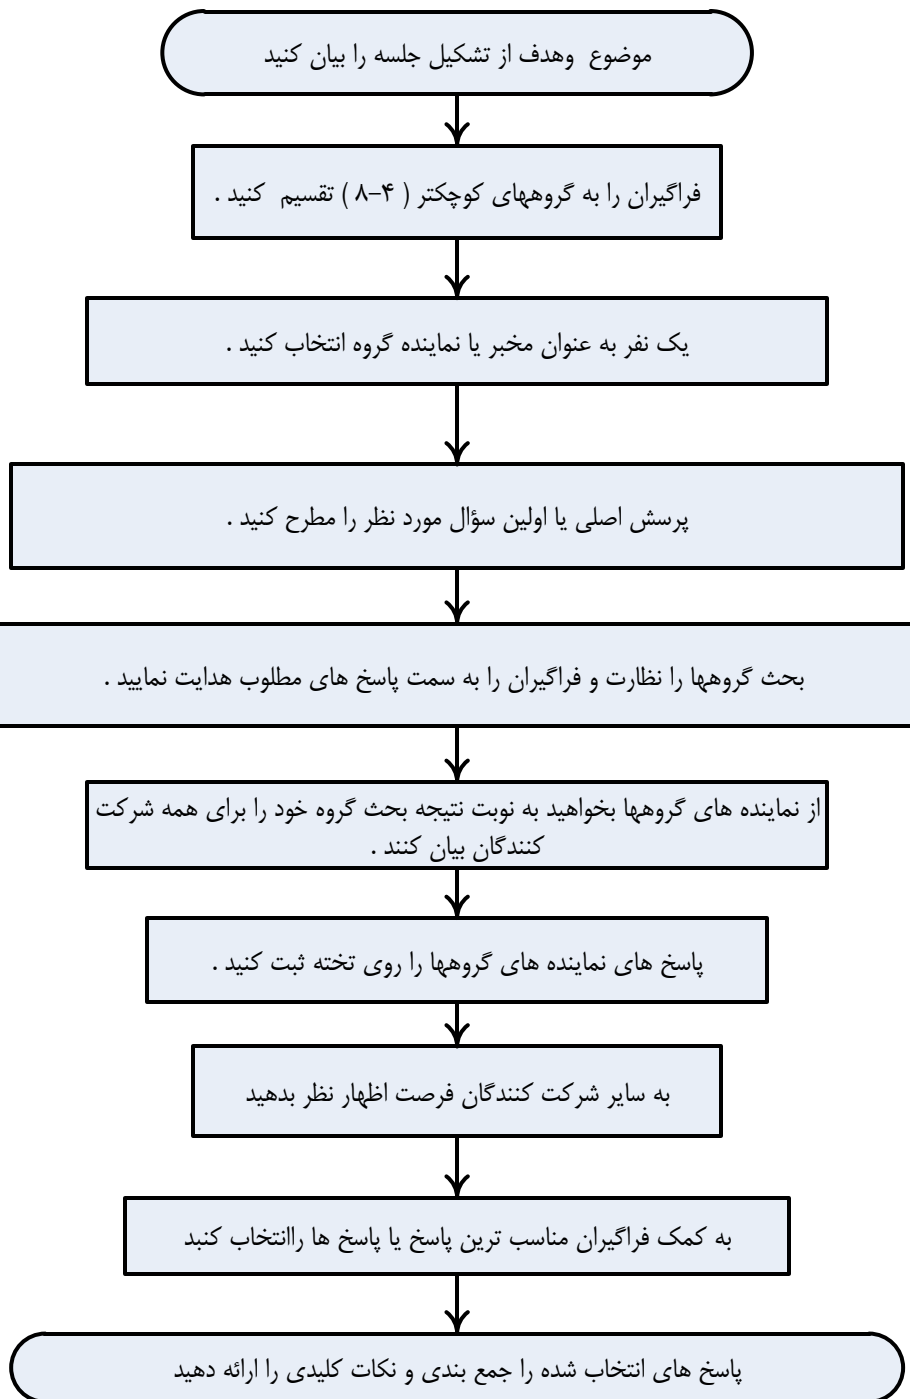 موضوع وهدف از تشکیل جلسه را بیان کنید
فراگیران را به گروههای کوچکتر ( ۴-۸ ) تقسیم کنید .
یک نفر به عنوان مخبر یا نماینده گروه انتخاب کنید .
پرسش اصلی یا اولین سؤال مورد نظر را مطرح کنید .
بحث گروهها را نظارت و فراگیران را به سمت پاسخ های مطلوب هدایت نمایید .
از نماینده های گروهها بخواهید به نوبت نتیجه بحث گروه خود را برای همه شرکت
کنندگان بیان کنند .
پاسخ های نماینده های گروهها را روی تخته ثبت کنید .
به سایر شرکت کنندگان فرصت اظهار نظر بدهید
به کمک فراگیران مناسب ترین پاسخ یا پاسخ ها راانتخاب کنبد
پاسخ های انتخاب شده را جمع بندی و نکات کلیدی را ارائه دهید